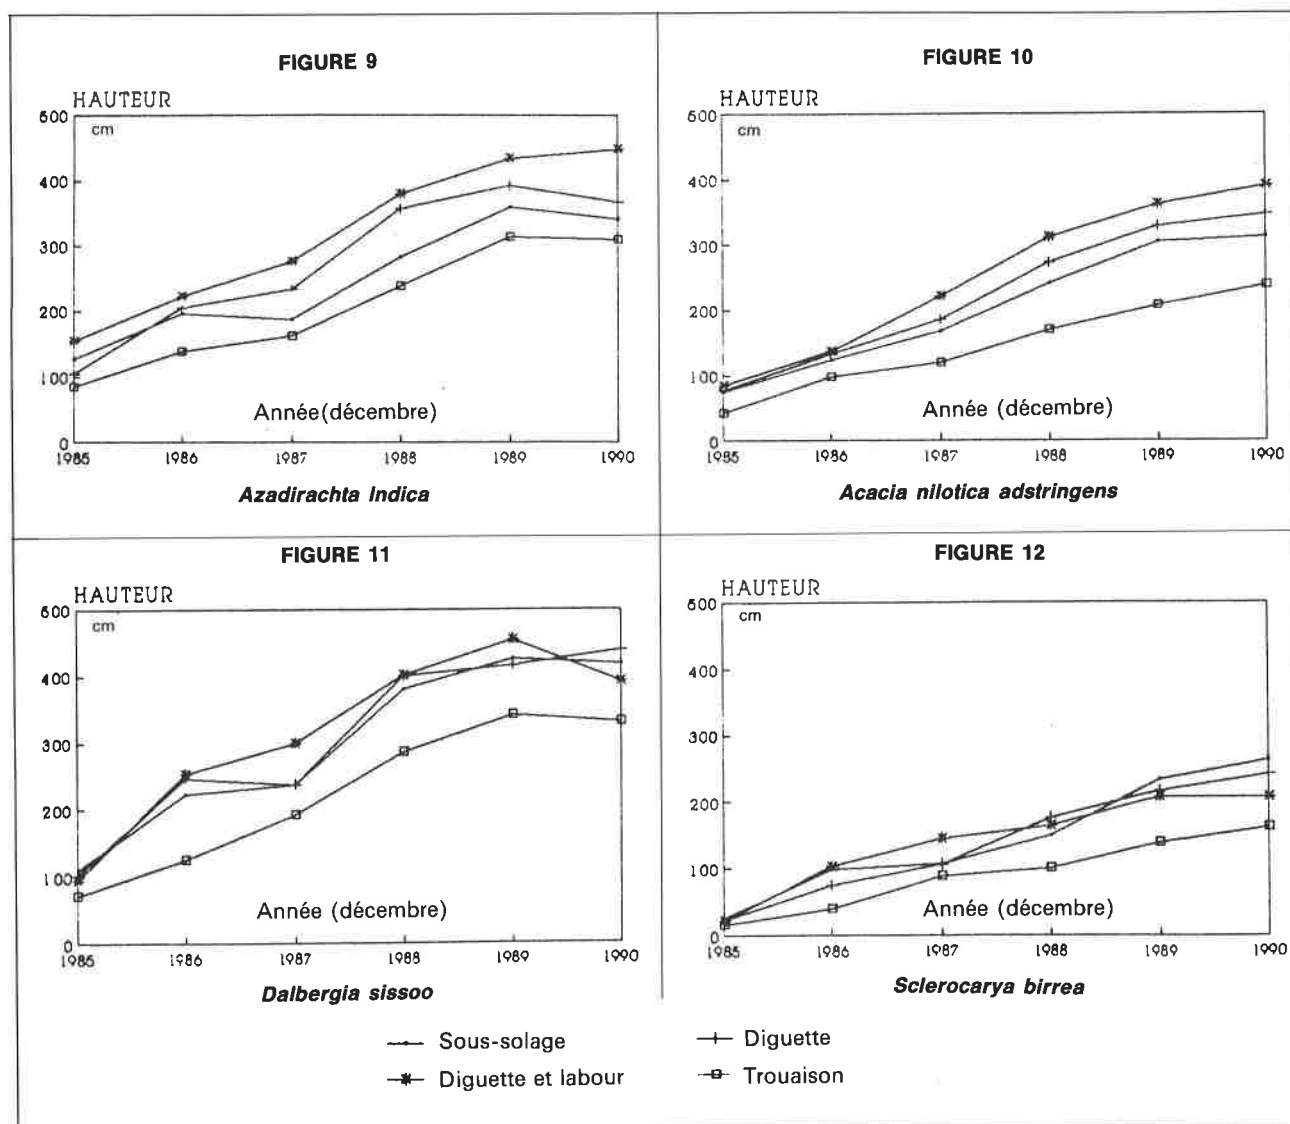 FIGURE 9
HAUTEUR
cm
500
400
300
200
100
0
Année(décembre)
1985 1986 1987 1988 1989 1990
Azadirachta Indica
FIGURE 10
HAUTEUR
cm
500
400
300
200
100
0
Année (décembre)
1985 1986 1987 1988 1989 1990
Acacia nilotica adstringens
FIGURE 11
HAUTEUR
cm
500
400
300
200
100
0
Année (décembre)
1985 1986 1987 1988 1989 1990
Dalbergia sissoo
FIGURE 12
HAUTEUR
cm
500
400
300
200
100
0
Année (décembre)
1985 1986 1987 1988 1989 1990
Sclerocarya birrea
Sous-solage
Diguette
Diguette et labour
Trouaison